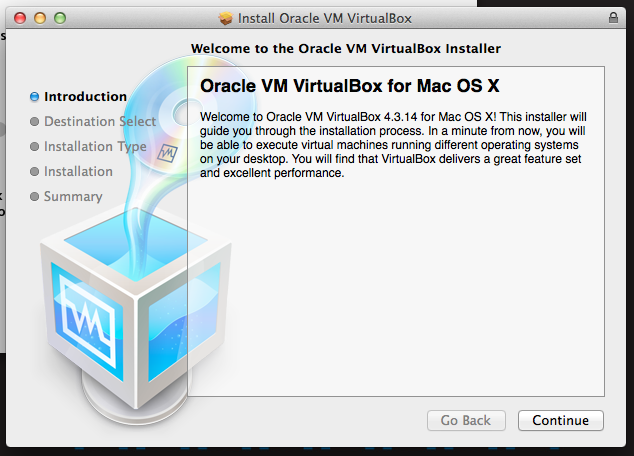 Install Oracle VM VirtualBox
Welcome to the Oracle VM VirtualBox Installer
Introduction
Destination Select
Installation Type
Installation
Summary
Oracle VM VirtualBox for Mac OS X
Welcome to Oracle VM VirtualBox 4.3.14 for Mac OS X! This installer will
guide you through the installation process. In a minute from now, you will
be able to execute virtual machines running different operating systems
on your desktop. You will find that VirtualBox delivers a great feature set
and excellent performance.
Go Back
Continue